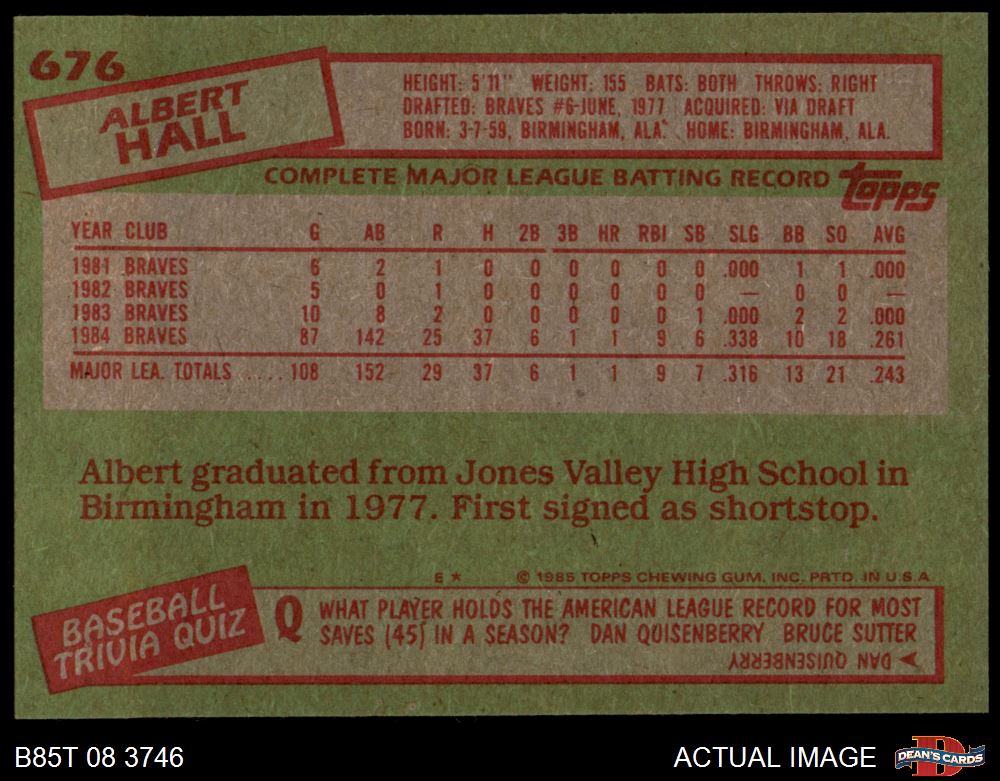 676
ALBERT
HALL
HEIGHT: 5'11" WEIGHT: 155 BATS: BOTH THROWS: RIGHT
DRAFTED: BRAVES #6-JUNE, 1977 ACQUIRED: VIA DRAFT
BORN: 3-7-59, BIRMINGHAM, ALA. HOME: BIRMINGHAM, ALA.
COMPLETE MAJOR LEAGUE BATTING RECORD topps
YEAR CLUB G AB R H 2B 3B HR RBI SB SLG BB SO AVG
1981 BRAVES 6 2 1 0 0 0 0 0 0 .000 1 1 .000
1982 BRAVES 5 0 1 0 0 0 0 0 0 — 0 0 —
1983 BRAVES 10 8 2 0 0 0 0 0 1 .000 2 2 .000
1984 BRAVES 87 142 25 37 6 1 1 9 6 .338 10 18 .261
MAJOR LEA. TOTALS .... 108 152 29 37 6 1 1 9 7 .316 13 21 .243
Albert graduated from Jones Valley High School in
Birmingham in 1977. First signed as shortstop.
E * © 1985 TOPPS CHEWING GUM, INC. PRTD. IN U.S.A.
BASEBALL
TRIVIA QUIZ
Q WHAT PLAYER HOLDS THE AMERICAN LEAGUE RECORD FOR MOST
SAVES (45) IN A SEASON? DAN QUISENBERRY BRUCE SUTTER
DAN QUISENBERRY
B85T 08 3746 ACTUAL IMAGE DEAN'S CARDS